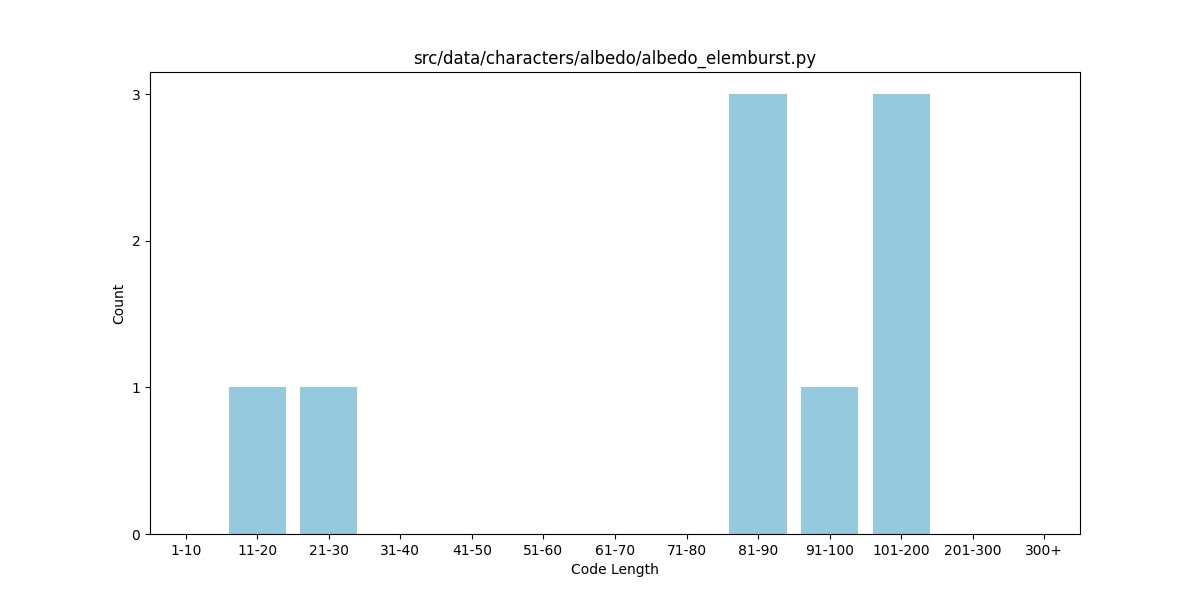 src/data/characters/albedo/albedo_elemburst.py
Count
3
2
1
0
1-10 11-20 21-30 31-40 41-50 51-60 61-70 71-80 81-90 91-100 101-200 201-300 300+
Code Length